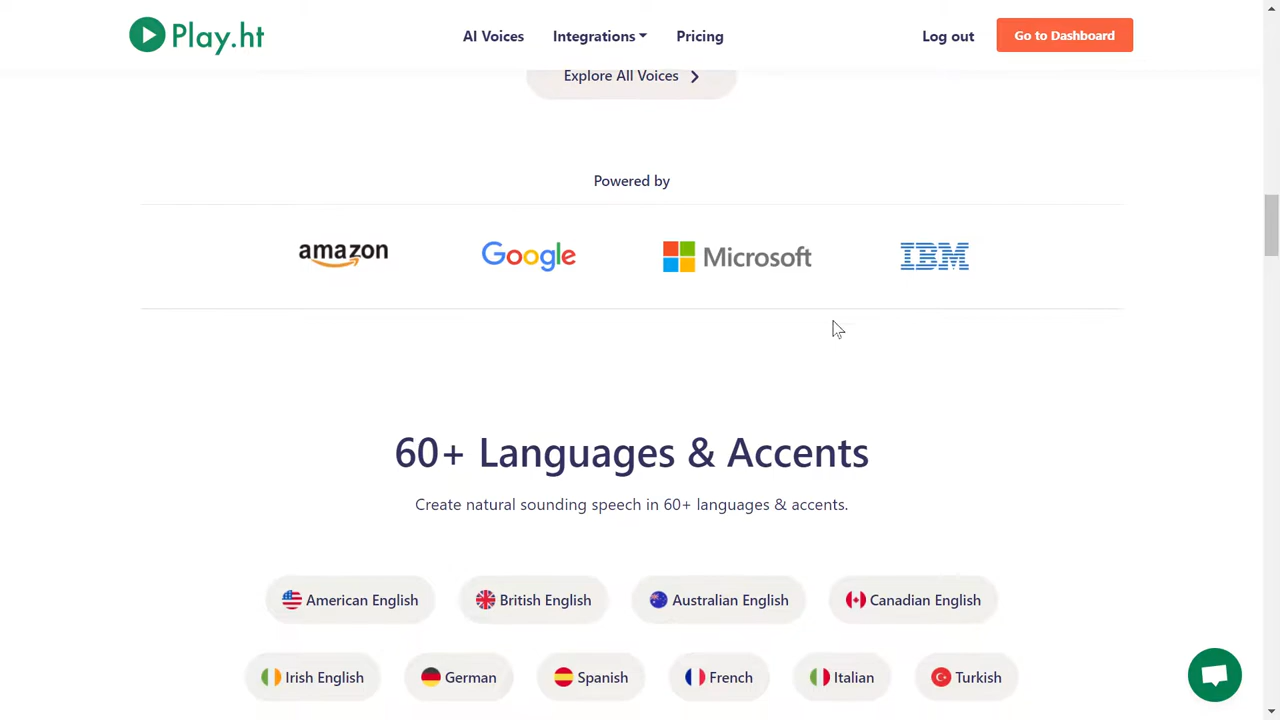 Play.ht AI Voices Integrations Pricing Log out Go to Dashboard
Explore All Voices
Powered by
amazon Google Microsoft IBM
60+ Languages & Accents
Create natural sounding speech in 60+ languages & accents.
American English British English Australian English Canadian English
Irish English German Spanish French Italian Turkish